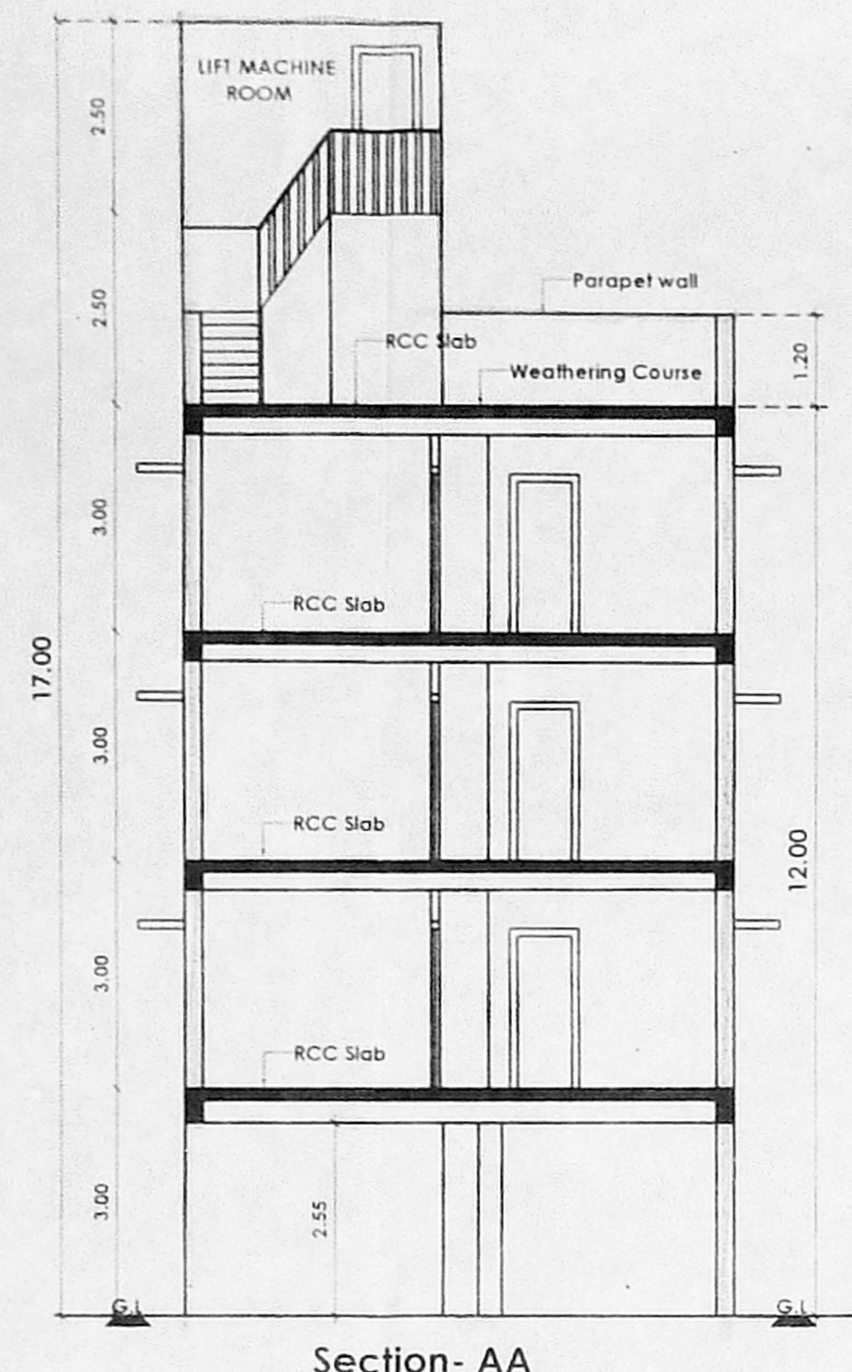 LIFT MACHINE
ROOM
2.50
2.50
Parapet wall
RCC Slab
Weathering Course
1.20
3.00
RCC Slab
17.00
3.00
RCC Slab
12.00
3.00
RCC Slab
3.00
2.55
G.L
G.L
Section- AA